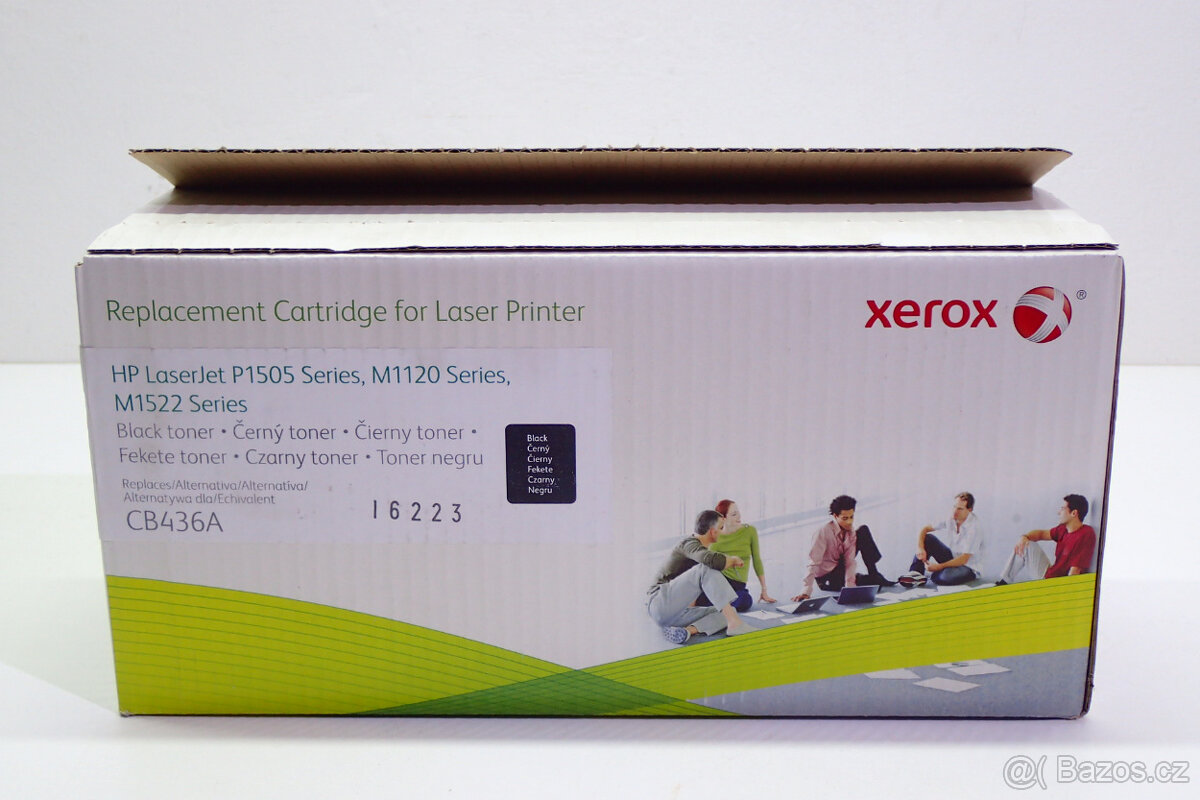 Replacement Cartridge for Laser Printer
xerox ®
HP LaserJet P1505 Series, M1120 Series,
M1522 Series
Black toner • Černý toner • Čierny toner •
Fekete toner • Czarny toner • Toner negru
Black
Černý
Čierny
Fekete
Czarny
Negru
Replaces/Alternativa/Alternatíva/
Alternatywa dla/Echivalent
CB436A
16223
@( Bazos.cz